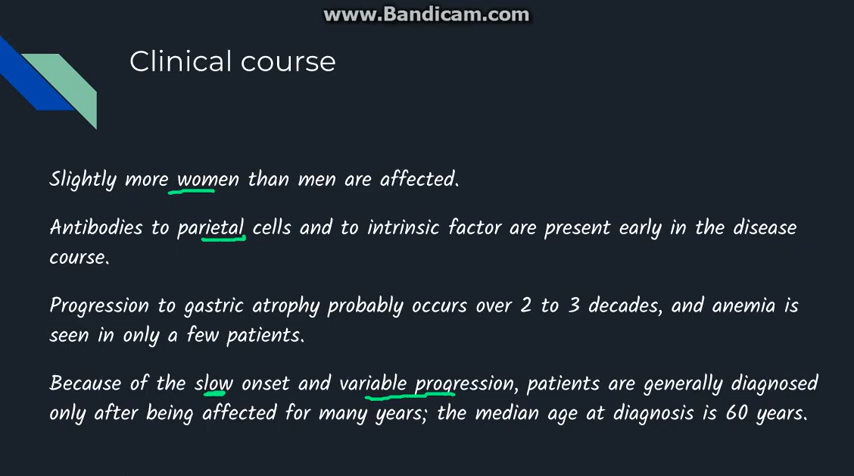 www.Bandicam.com
Clinical course
Slightly more women than men are affected.
Antibodies to parietal cells and to intrinsic factor are present early in the disease
course.
Progression to gastric atrophy probably occurs over 2 to 3 decades, and anemia is
seen in only a few patients.
Because of the slow onset and variable progression, patients are generally diagnosed
only after being affected for many years; the median age at diagnosis is 60 years.